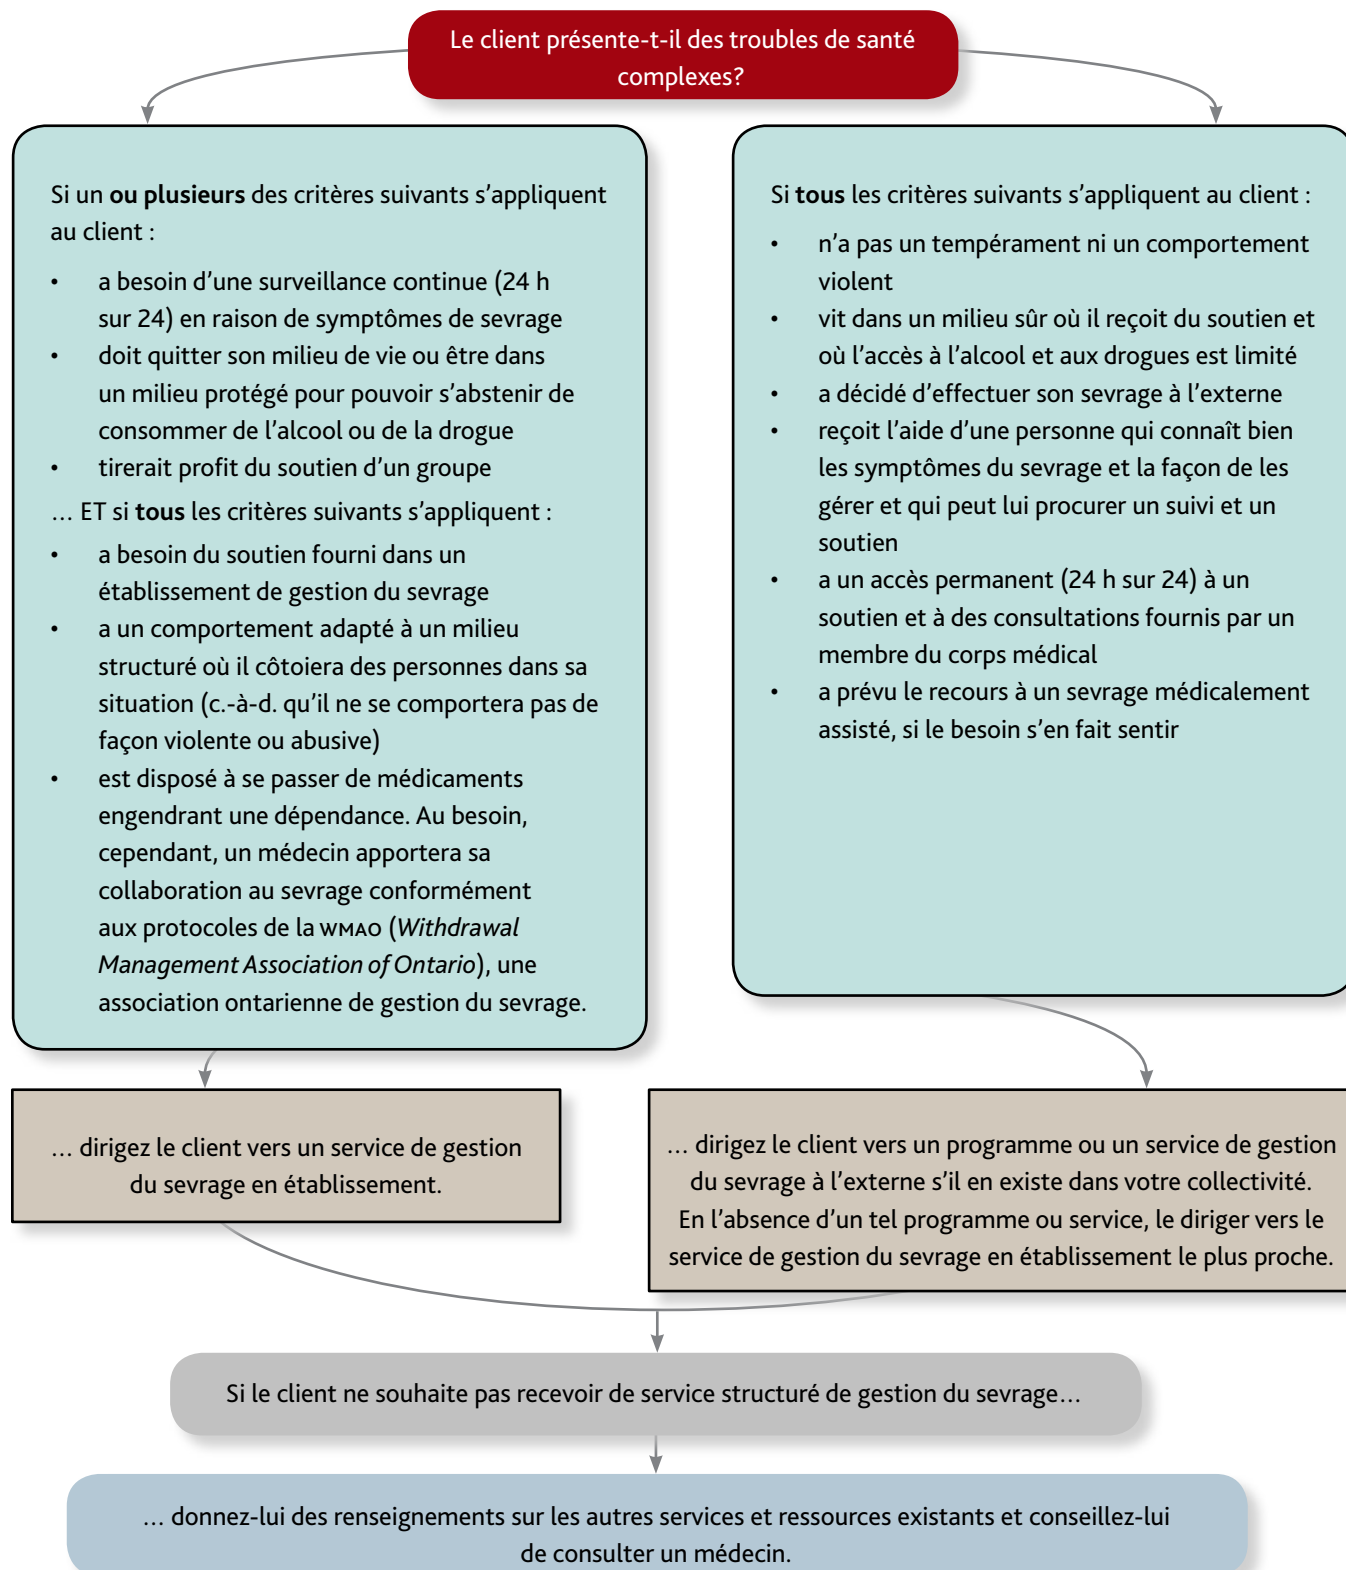 Le client présente-t-il des troubles de santé
complexes?
Si un ou plusieurs des critères suivants s'appliquent
au client :
• a besoin d'une surveillance continue (24 h
sur 24) en raison de symptômes de sevrage
• doit quitter son milieu de vie ou être dans
un milieu protégé pour pouvoir s'abstenir de
consommer de l'alcool ou de la drogue
• tirerait profit du soutien d'un groupe
… ET si tous les critères suivants s'appliquent :
• a besoin du soutien fourni dans un
établissement de gestion du sevrage
• a un comportement adapté à un milieu
structuré où il côtoiera des personnes dans sa
situation (c.-à-d. qu'il ne se comportera pas de
façon violente ou abusive)
• est disposé à se passer de médicaments
engendrant une dépendance. Au besoin,
cependant, un médecin apportera sa
collaboration au sevrage conformément
aux protocoles de la WMAO (Withdrawal
Management Association of Ontario), une
association ontarienne de gestion du sevrage.
Si tous les critères suivants s'appliquent au client :
• n'a pas un tempérament ni un comportement
violent
• vit dans un milieu sûr où il reçoit du soutien et
où l'accès à l'alcool et aux drogues est limité
• a décidé d'effectuer son sevrage à l'externe
• reçoit l'aide d'une personne qui connaît bien
les symptômes du sevrage et la façon de les
gérer et qui peut lui procurer un suivi et un
soutien
• a un accès permanent (24 h sur 24) à un
soutien et à des consultations fournis par un
membre du corps médical
• a prévu le recours à un sevrage médicalement
assisté, si le besoin s'en fait sentir
… dirigez le client vers un service de gestion
du sevrage en établissement.
… dirigez le client vers un programme ou un service de gestion
du sevrage à l'externe s'il en existe dans votre collectivité.
En l'absence d'un tel programme ou service, le diriger vers le
service de gestion du sevrage en établissement le plus proche.
Si le client ne souhaite pas recevoir de service structuré de gestion du sevrage…
… donnez-lui des renseignements sur les autres services et ressources existants et conseillez-lui
de consulter un médecin.